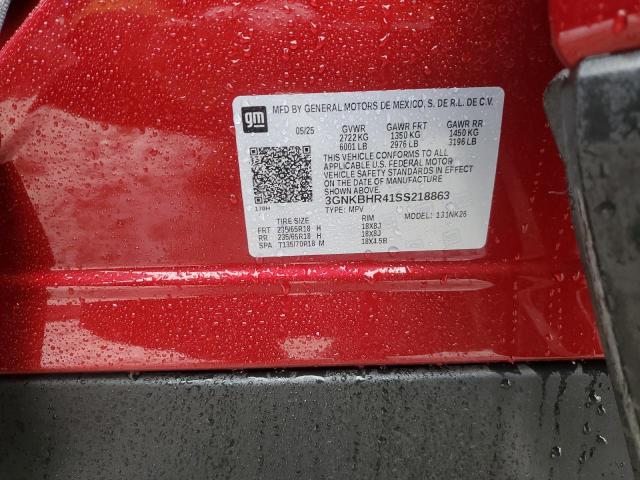 gm
MFD BY GENERAL MOTORS DE MEXICO, S. DE R.L. DE C.V.
05/25 GVWR GAWR FRT GAWR RR
2722 KG 1350 KG 1450 KG
6001 LB 2976 LB 3196 LB
THIS VEHICLE CONFORMS TO ALL
APPLICABLE U.S. FEDERAL MOTOR
VEHICLE SAFETY STANDARDS IN EFFECT
ON THE DATE OF MANUFACTURE
SHOWN ABOVE.
3GNKBHR41SS218863
TYPE: MPV MODEL: 131NK26
TIRE SIZE RIM
FRT 235/65R18 H 18X8J
RR 235/65R18 H 18X8J
SPA T135/70R18 M 18X4.5B